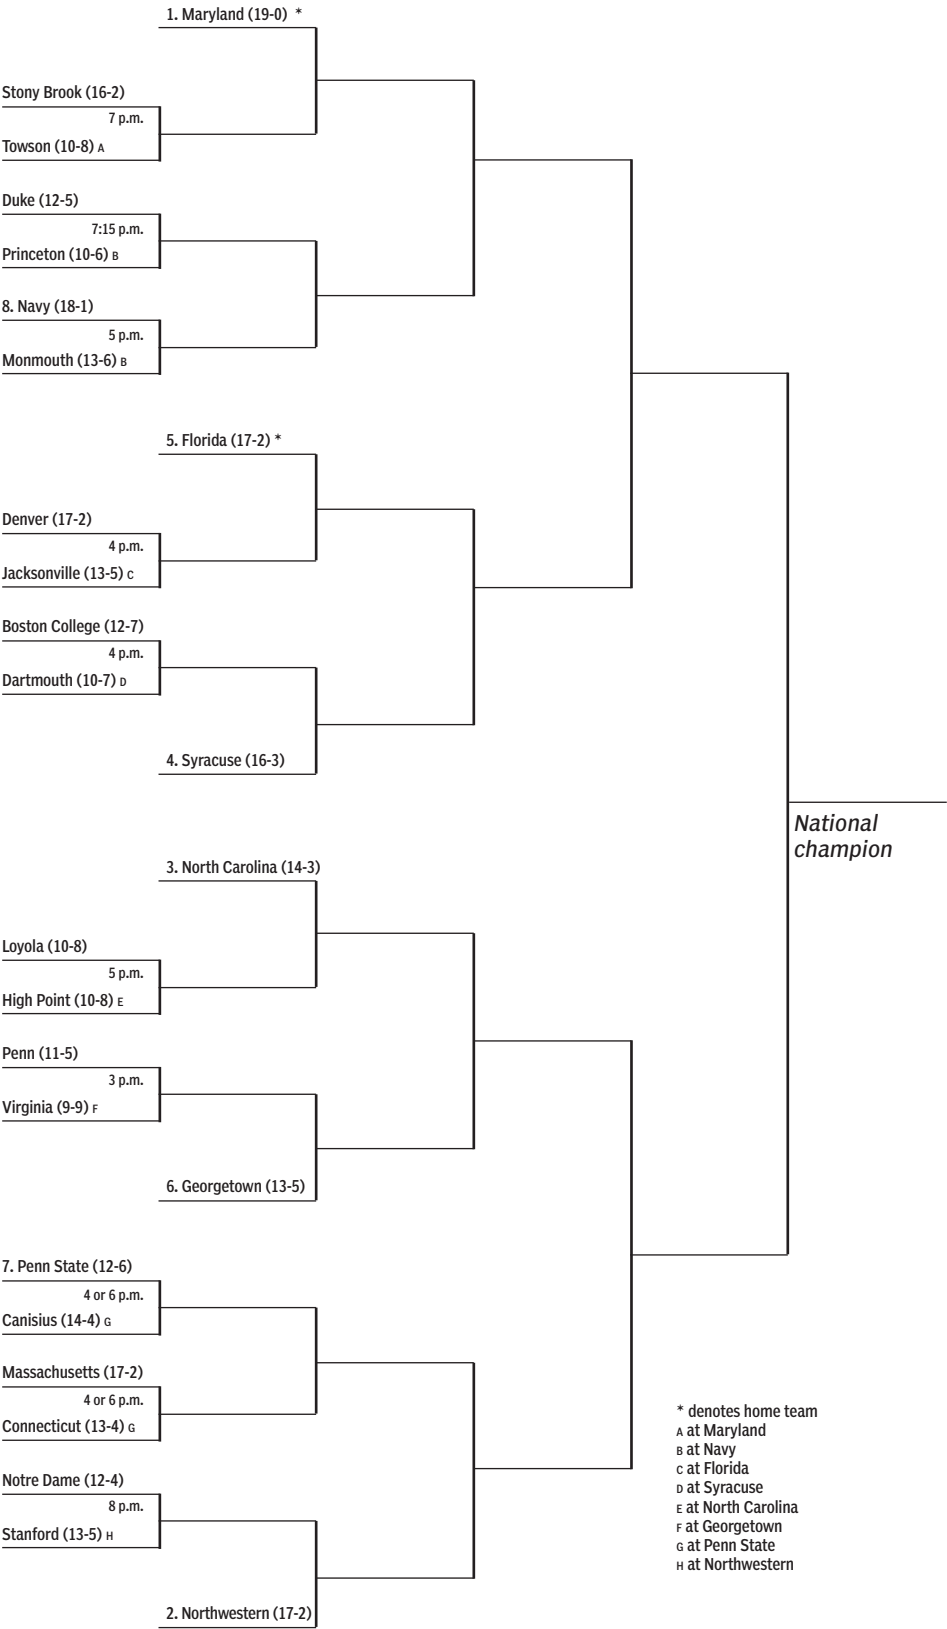 1. Maryland (19-0) *
Stony Brook (16-2)
7 p.m.
Towson (10-8) A
Duke (12-5)
7:15 p.m.
Princeton (10-6) B
8. Navy (18-1)
5 p.m.
Monmouth (13-6) B
5. Florida (17-2) *
Denver (17-2)
4 p.m.
Jacksonville (13-5) C
Boston College (12-7)
4 p.m.
Dartmouth (10-7) D
4. Syracuse (16-3)
National
champion
3. North Carolina (14-3)
Loyola (10-8)
5 p.m.
High Point (10-8) E
Penn (11-5)
3 p.m.
Virginia (9-9) F
6. Georgetown (13-5)
7. Penn State (12-6)
4 or 6 p.m.
Canisius (14-4) G
Massachusetts (17-2)
4 or 6 p.m.
Connecticut (13-4) G
Notre Dame (12-4)
8 p.m.
Stanford (13-5) H
2. Northwestern (17-2)
* denotes home team
A at Maryland
B at Navy
C at Florida
D at Syracuse
E at North Carolina
F at Georgetown
G at Penn State
H at Northwestern